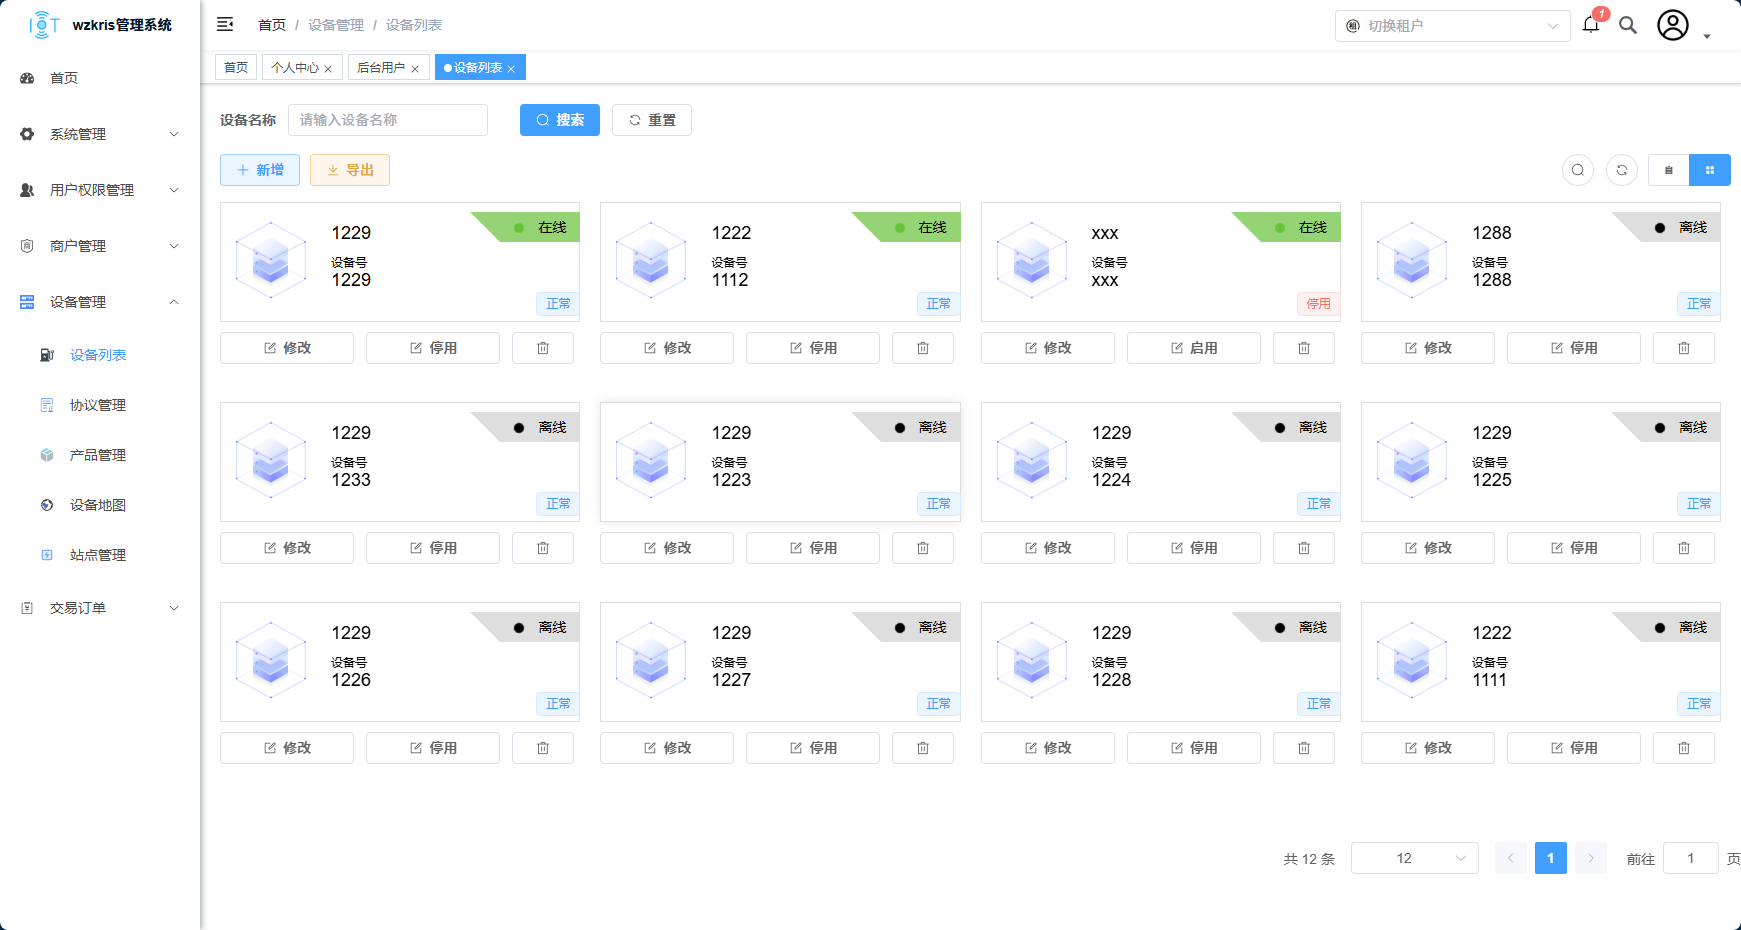 IOT wzkris管理系统
首页 / 设备管理 / 设备列表
租 切换租户
1
首页
个人中心 ×
后台用户 ×
设备列表 ×
首页
系统管理
用户权限管理
商户管理
设备管理
设备列表
协议管理
产品管理
设备地图
站点管理
交易订单
设备名称 请输入设备名称 搜索 重置
新增 导出
1229 在线
设备号
1229
正常
修改 停用
1222 在线
设备号
1112
正常
修改 停用
xxx 在线
设备号
xxx
停用
修改 启用
1288 离线
设备号
1288
正常
修改 停用
1229 离线
设备号
1233
正常
修改 停用
1229 离线
设备号
1223
正常
修改 停用
1229 离线
设备号
1224
正常
修改 停用
1229 离线
设备号
1225
正常
修改 停用
1229 离线
设备号
1226
正常
修改 停用
1229 离线
设备号
1227
正常
修改 停用
1229 离线
设备号
1228
正常
修改 停用
1222 离线
设备号
1111
正常
修改 停用
共 12 条 12 1 前往 1 页